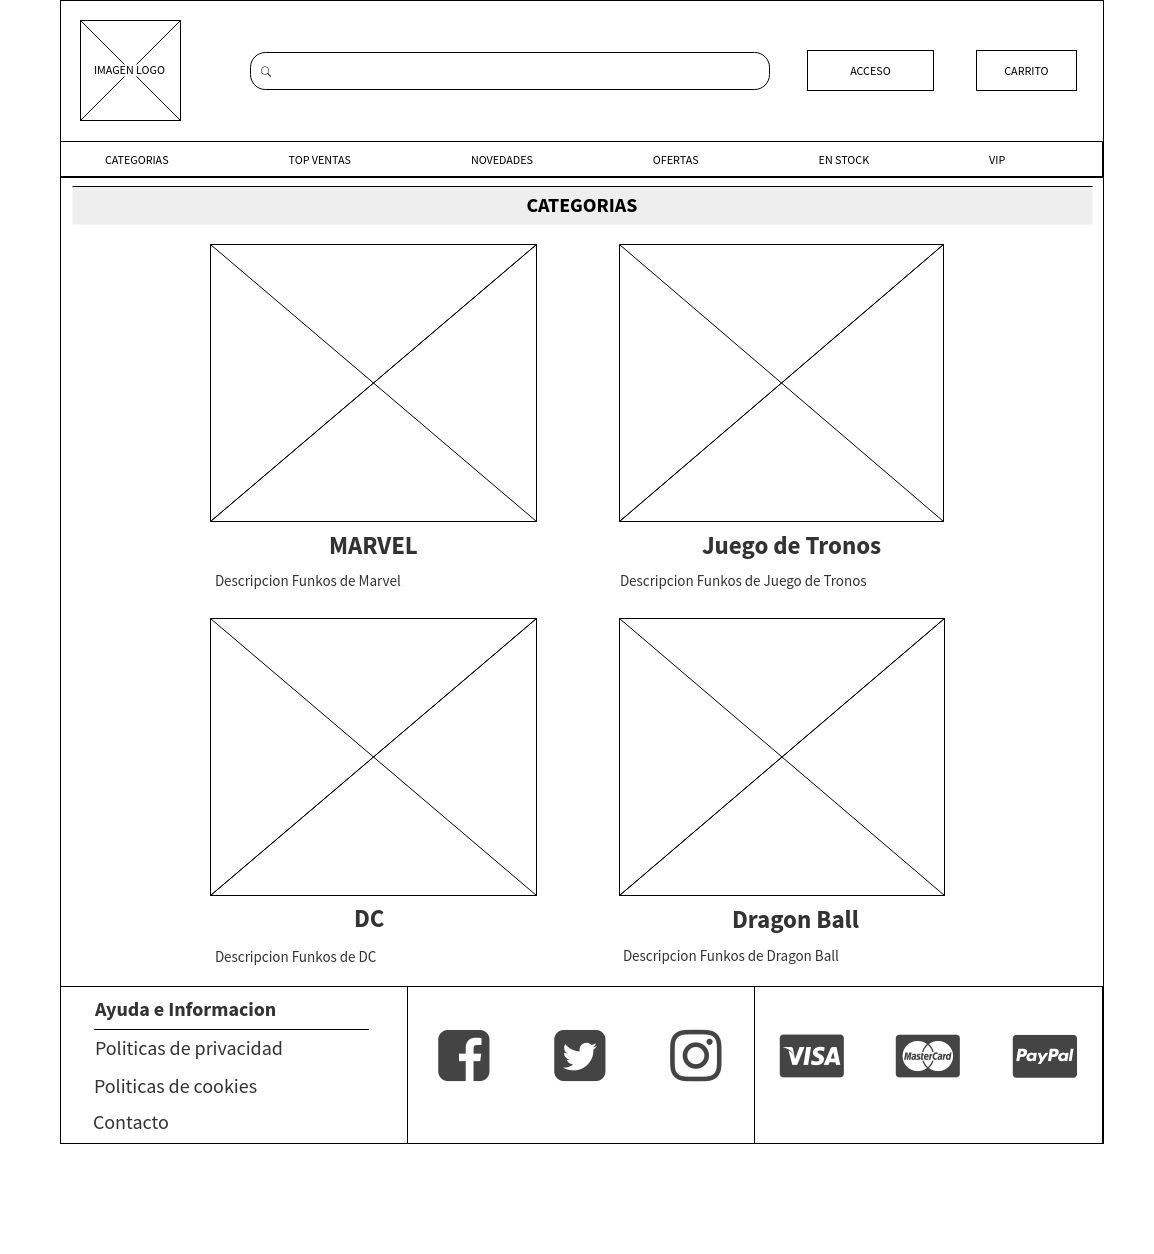 IMAGEN LOGO
ACCESO
CARRITO
CATEGORIAS
TOP VENTAS
NOVEDADES
OFERTAS
EN STOCK
VIP
CATEGORIAS
MARVEL
Juego de Tronos
Descripcion Funkos de Marvel
Descripcion Funkos de Juego de Tronos
DC
Dragon Ball
Descripcion Funkos de DC
Descripcion Funkos de Dragon Ball
Ayuda e Informacion
Politicas de privacidad
Politicas de cookies
Contacto
VISA
MasterCard
PayPal